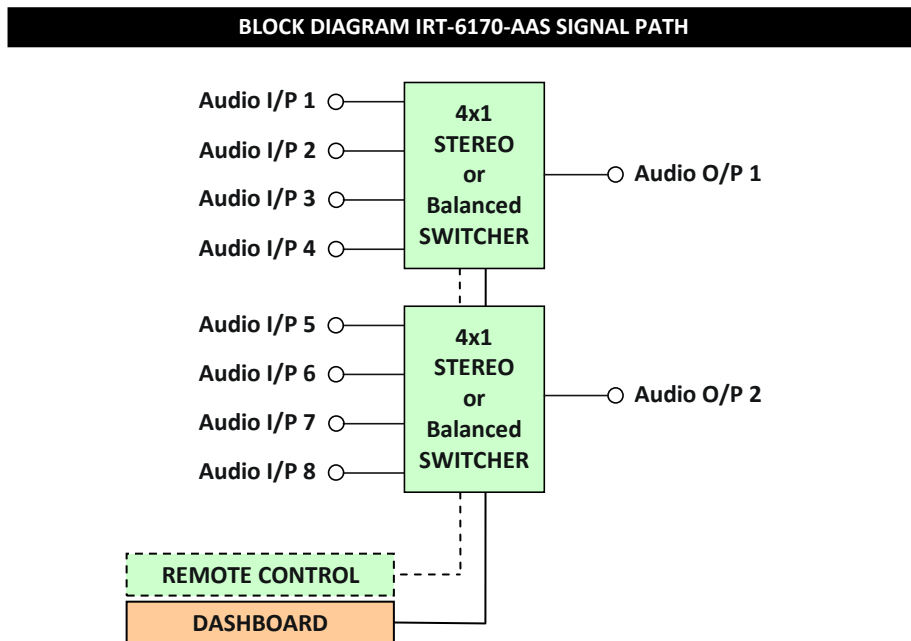 BLOCK DIAGRAM IRT-6170-AAS SIGNAL PATH
Audio I/P 1
Audio I/P 2
Audio I/P 3
Audio I/P 4
4x1
STEREO
or
Balanced
SWITCHER
Audio O/P 1
Audio I/P 5
Audio I/P 6
Audio I/P 7
Audio I/P 8
4x1
STEREO
or
Balanced
SWITCHER
Audio O/P 2
REMOTE CONTROL
DASHBOARD